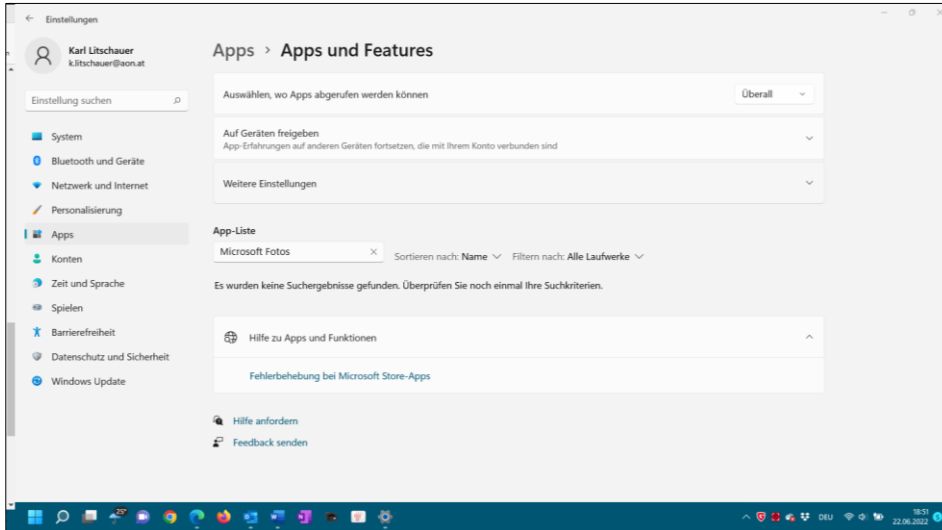 Einstellungen
Karl Litschauer
k.litschauer@aon.at
Einstellung suchen
System
Bluetooth und Geräte
Netzwerk und Internet
Personalisierung
Apps
Konten
Zeit und Sprache
Spielen
Barrierefreiheit
Datenschutz und Sicherheit
Windows Update
Apps > Apps und Features
Auswählen, wo Apps abgerufen werden können
Überall
Auf Geräten freigeben
App-Erfahrungen auf anderen Geräten fortsetzen, die mit Ihrem Konto verbunden sind
Weitere Einstellungen
App-Liste
Microsoft Fotos
Sortieren nach: Name Filtern nach: Alle Laufwerke
Es wurden keine Suchergebnisse gefunden. Überprüfen Sie noch einmal Ihre Suchkriterien.
Hilfe zu Apps und Funktionen
Fehlerbehebung bei Microsoft Store-Apps
Hilfe anfordern
Feedback senden
25°
DEU
18:51
22.06.2022